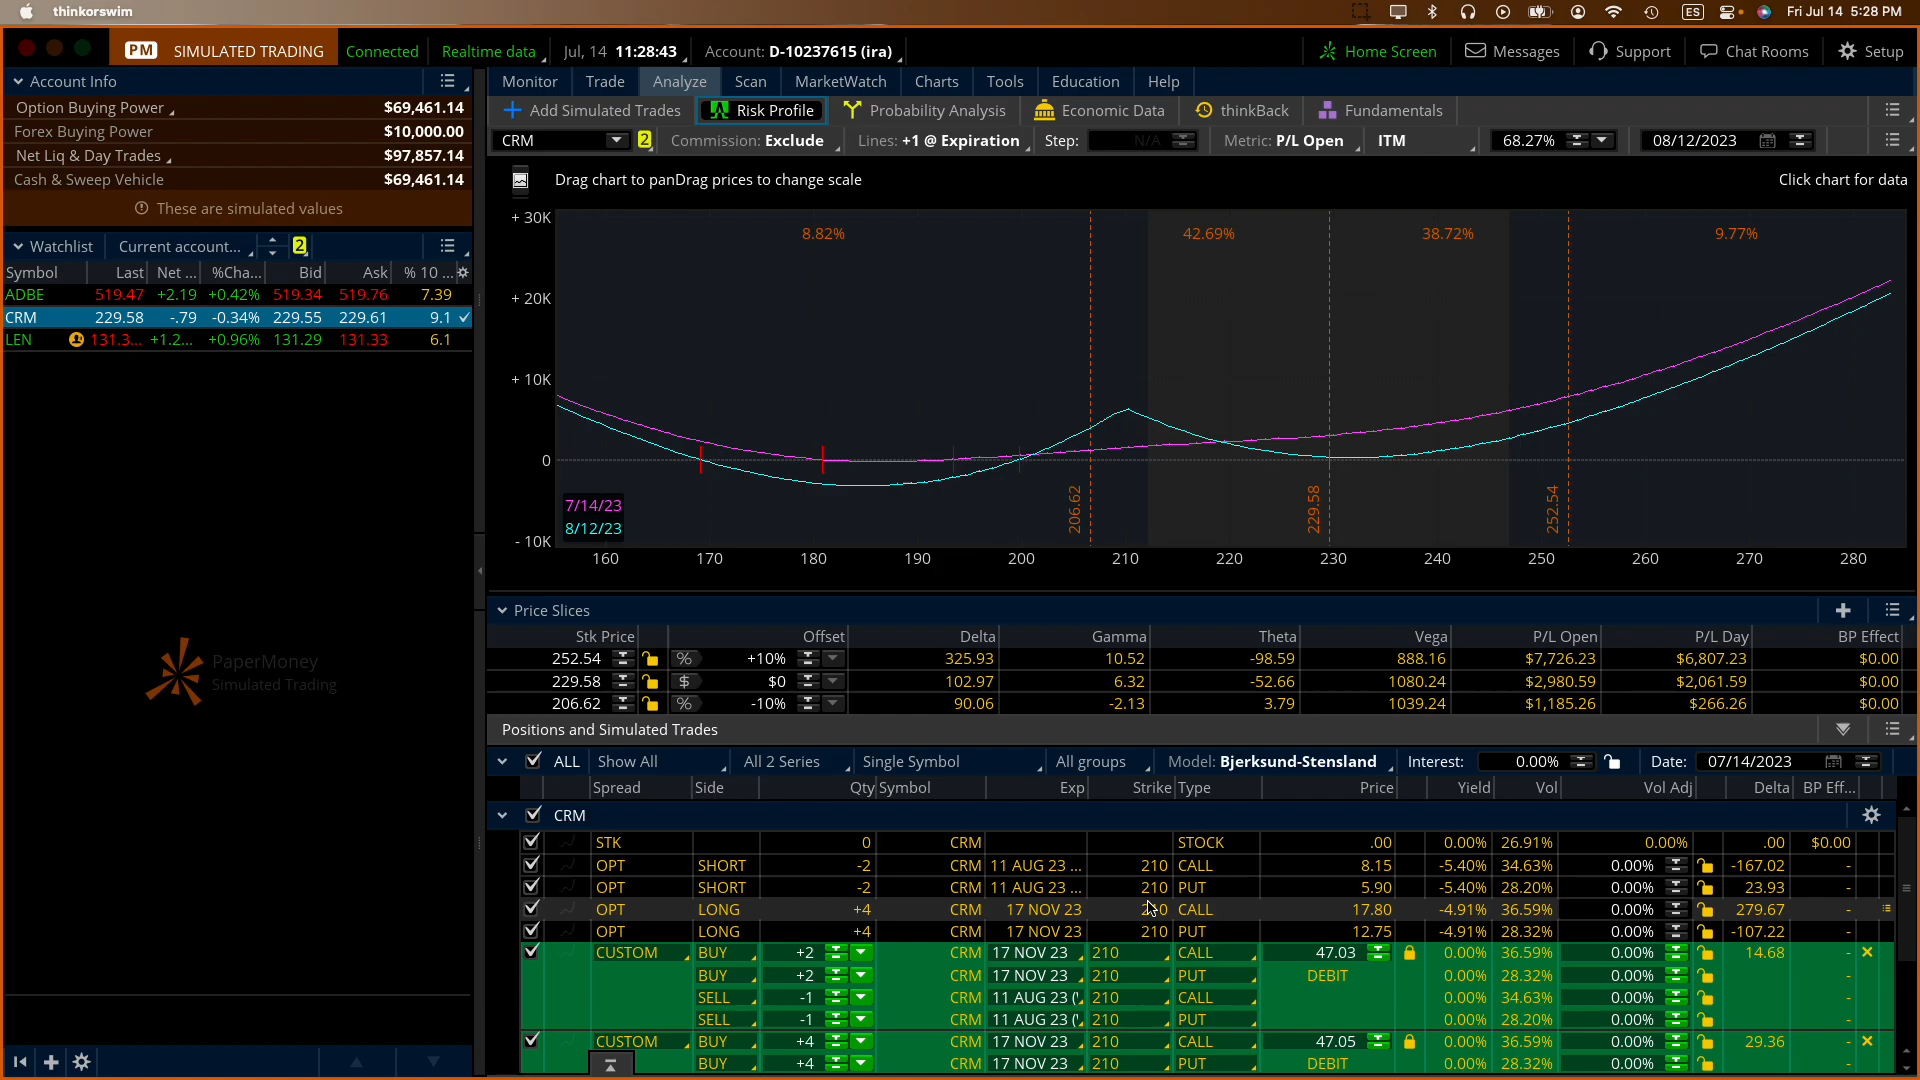 thinkorswim
ES
Fri Jul 14 5:28 PM
PM SIMULATED TRADING Connected Realtime data Jul, 14 11:28:43 Account: D-10237615 (ira)
Home Screen Messages Support Chat Rooms Setup
Account Info
Option Buying Power $69,461.14
Forex Buying Power $10,000.00
Net Liq & Day Trades $97,857.14
Cash & Sweep Vehicle $69,461.14
These are simulated values
Watchlist Current account... 2
Symbol Last Net ... %Cha... Bid Ask % 10 ...
ADBE 519.47 +2.19 +0.42% 519.34 519.76 7.39
CRM 229.58 -.79 -0.34% 229.55 229.61 9.1
LEN 131.3... +1.2... +0.96% 131.29 131.33 6.1
PaperMoney
Simulated Trading
Monitor Trade Analyze Scan MarketWatch Charts Tools Education Help
Add Simulated Trades Risk Profile Probability Analysis Economic Data thinkBack Fundamentals
CRM 2 Commission: Exclude Lines: +1 @ Expiration Step: N/A Metric: P/L Open ITM 68.27% 08/12/2023
Drag chart to panDrag prices to change scale Click chart for data
+ 30K
+ 20K
+ 10K
0
- 10K
8.82% 42.69% 38.72% 9.77%
206.62 229.58 252.54
7/14/23
8/12/23
160 170 180 190 200 210 220 230 240 250 260 270 280
Price Slices
Stk Price Offset Delta Gamma Theta Vega P/L Open P/L Day BP Effect
252.54 % +10% 325.93 10.52 -98.59 888.16 $7,726.23 $6,807.23 $0.00
229.58 $ $0 102.97 6.32 -52.66 1080.24 $2,980.59 $2,061.59 $0.00
206.62 % -10% 90.06 -2.13 3.79 1039.24 $1,185.26 $266.26 $0.00
Positions and Simulated Trades
ALL Show All All 2 Series Single Symbol All groups Model: Bjerksund-Stensland Interest: 0.00% Date: 07/14/2023
Spread Side Qty Symbol Exp Strike Type Price Yield Vol Vol Adj Delta BP Eff...
CRM
STK 0 CRM STOCK .00 0.00% 26.91% 0.00% .00 $0.00
OPT SHORT -2 CRM 11 AUG 23 ... 210 CALL 8.15 -5.40% 34.63% 0.00% -167.02 -
OPT SHORT -2 CRM 11 AUG 23 ... 210 PUT 5.90 -5.40% 28.20% 0.00% 23.93 -
OPT LONG +4 CRM 17 NOV 23 210 CALL 17.80 -4.91% 36.59% 0.00% 279.67 -
OPT LONG +4 CRM 17 NOV 23 210 PUT 12.75 -4.91% 28.32% 0.00% -107.22 -
CUSTOM BUY +2 CRM 17 NOV 23 210 CALL 47.03 0.00% 36.59% 0.00% 14.68 -
BUY +2 CRM 17 NOV 23 210 PUT DEBIT 0.00% 28.32% 0.00% -
SELL -1 CRM 11 AUG 23 (' 210 CALL 0.00% 34.63% 0.00% -
SELL -1 CRM 11 AUG 23 (' 210 PUT 0.00% 28.20% 0.00% -
CUSTOM BUY +4 CRM 17 NOV 23 210 CALL 47.05 0.00% 36.59% 0.00% 29.36 -
BUY +4 CRM 17 NOV 23 210 PUT DEBIT 0.00% 28.32% 0.00% -